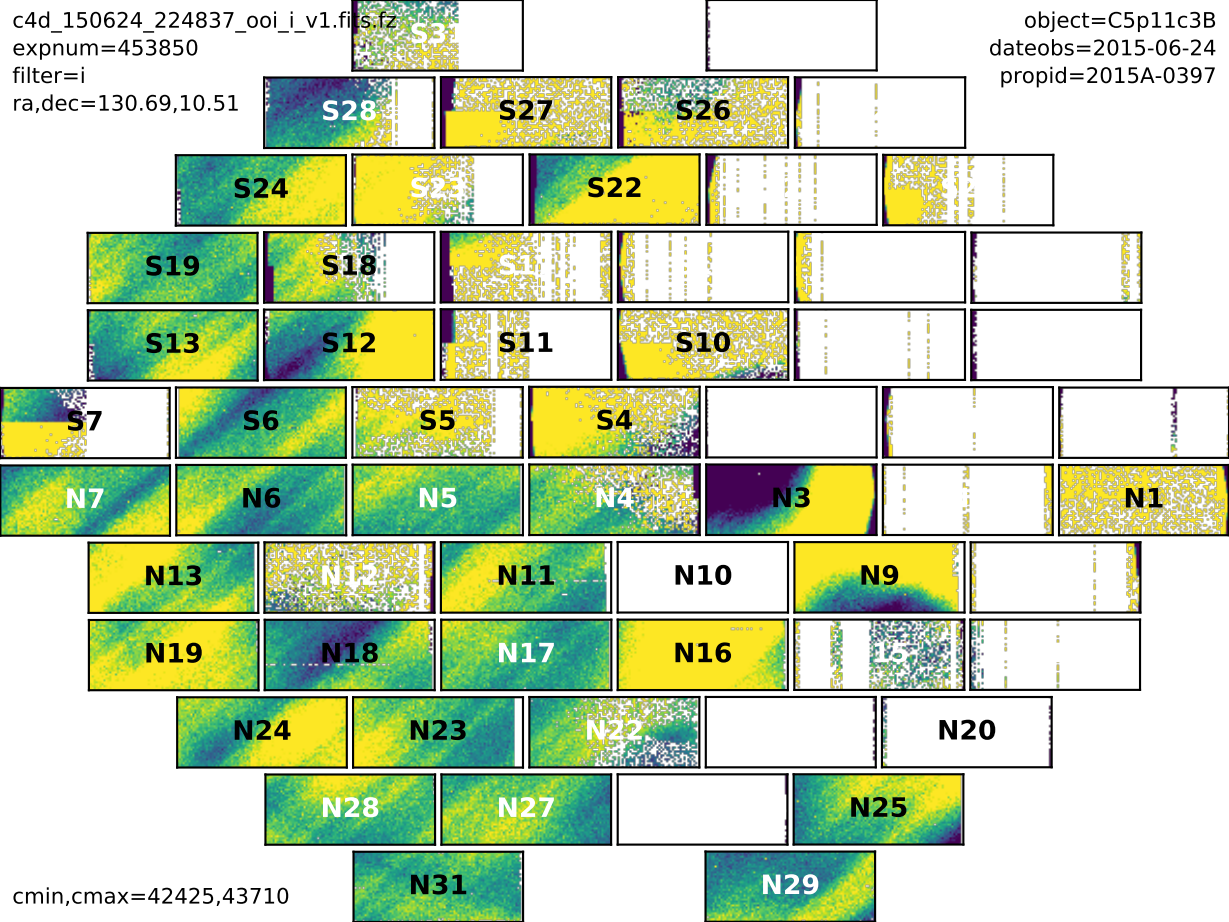 c4d_150624_224837_ooi_i_v1.fits.fz
expnum=453850
filter=i
ra,dec=130.69,10.51
object=C5p11c3B
dateobs=2015-06-24
propid=2015A-0397
S3
S28 S27 S26
S24 S23 S22
S19 S18
S13 S12 S11 S10
S7 S6 S5 S4
N7 N6 N5 N4 N3 N1
N13 N12 N11 N10 N9
N19 N18 N17 N16
N24 N23 N22 N20
N28 N27 N25
N31 N29
cmin,cmax=42425,43710